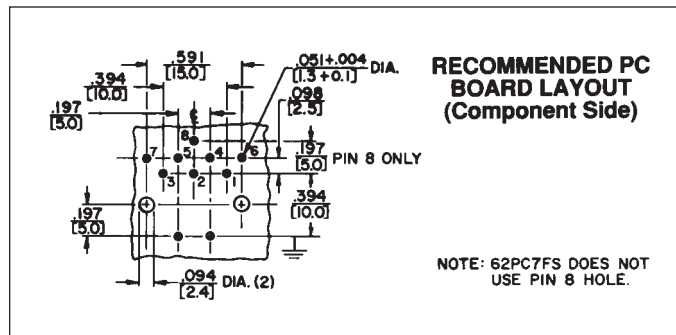 .591
[15.0]
.051+.004 DIA.
[1.3+0.1]
.394
[10.0]
.098
[2.5]
.197
[5.0]
℄
8
7 5 4 6
.197
[5.0] PIN 8 ONLY
3 2 1
.394
[10.0]
.197
[5.0]
.094 DIA. (2)
[2.4]
RECOMMENDED PC
BOARD LAYOUT
(Component Side)
NOTE: 62PC7FS DOES NOT
USE PIN 8 HOLE.